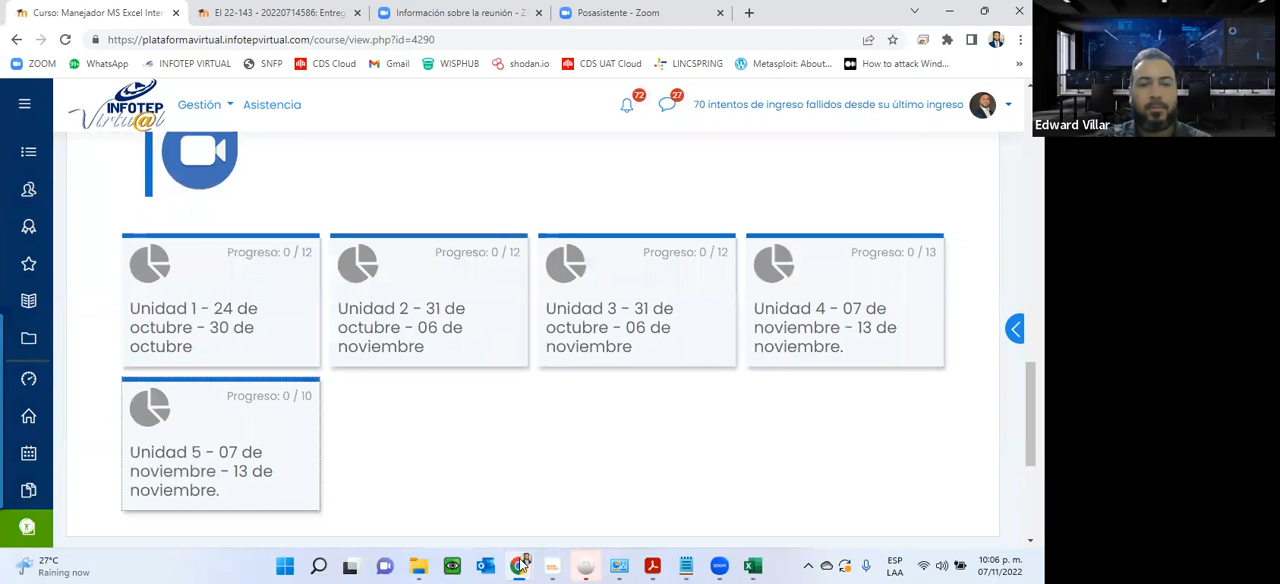 Curso: Manejador MS Excel Inter
El 22-143 - 20220714586: Entreg
Información sobre la reunión - Z
Posasistente - Zoom
https://plataformavirtual.infotepvirtual.com/course/view.php?id=4290
ZOOM WhatsApp INFOTEP VIRTUAL SNFP CDS Cloud Gmail WISPHUB shodan.io CDS UAT Cloud LINCSPRING Metasploit: About... How to attack Wind... »
INFOTEP
Virtu@l
Gestión Asistencia
72
27
70 intentos de ingreso fallidos desde su último ingreso
Edward Villar
Progreso: 0 / 12
Unidad 1 - 24 de
octubre - 30 de
octubre
Progreso: 0 / 12
Unidad 2 - 31 de
octubre - 06 de
noviembre
Progreso: 0 / 12
Unidad 3 - 31 de
octubre - 06 de
noviembre
Progreso: 0 / 13
Unidad 4 - 07 de
noviembre - 13 de
noviembre.
Progreso: 0 / 10
Unidad 5 - 07 de
noviembre - 13 de
noviembre.
27°C
Raining now
ESP
LAA
10:06 p. m.
07/11/2022